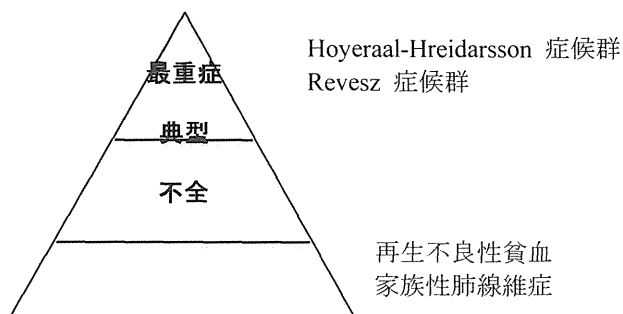 最重症
典型
不全
Hoyeraal-Hreidarsson 症候群
Revesz 症候群
再生不良性貧血
家族性肺線維症